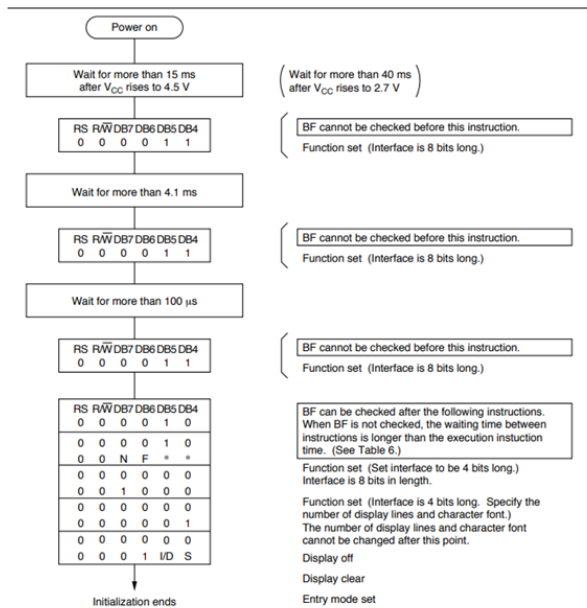 Power on
Wait for more than 15 ms
after VCC rises to 4.5 V
Wait for more than 40 ms
after VCC rises to 2.7 V
RS R/W DB7 DB6 DB5 DB4
0 0 0 0 1 1
BF cannot be checked before this instruction.
Function set (Interface is 8 bits long.)
Wait for more than 4.1 ms
RS R/W DB7 DB6 DB5 DB4
0 0 0 0 1 1
BF cannot be checked before this instruction.
Function set (Interface is 8 bits long.)
Wait for more than 100 µs
RS R/W DB7 DB6 DB5 DB4
0 0 0 0 1 1
BF cannot be checked before this instruction.
Function set (Interface is 8 bits long.)
RS R/W DB7 DB6 DB5 DB4
0 0 0 0 1 0
0 0 0 0 1 0
0 0 N F * *
0 0 0 0 0 0
0 0 1 0 0 0
0 0 0 0 0 0
0 0 0 0 0 1
0 0 0 0 0 0
0 0 0 1 I/D S
Initialization ends
BF can be checked after the following instructions.
When BF is not checked, the waiting time between
instructions is longer than the execution instuction
time. (See Table 6.)
Function set (Set interface to be 4 bits long.)
Interface is 8 bits in length.
Function set (Interface is 4 bits long. Specify the
number of display lines and character font.)
The number of display lines and character font
cannot be changed after this point.
Display off
Display clear
Entry mode set